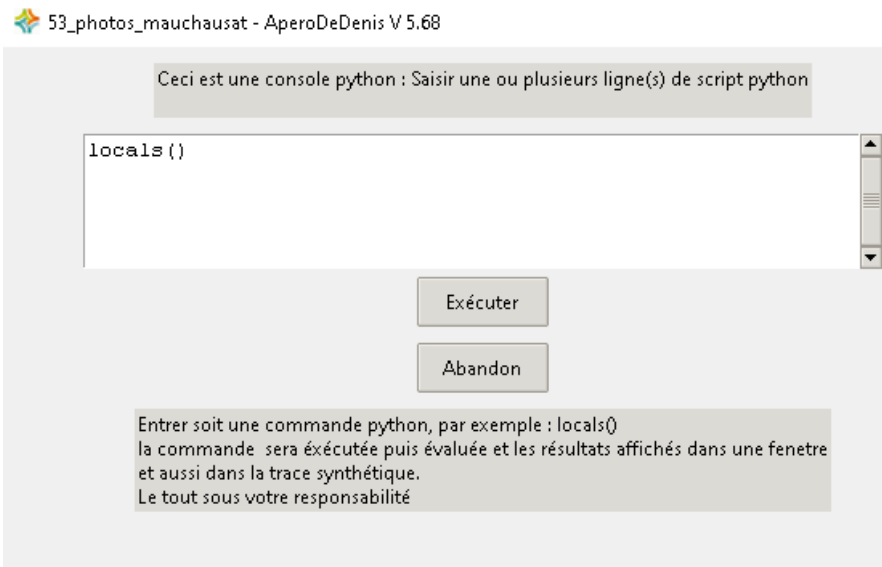 53_photos_mauchausat - AperoDeDenis V 5.68
Ceci est une console python : Saisir une ou plusieurs ligne(s) de script python
locals()
Exécuter
Abandon
Entrer soit une commande python, par exemple : locals()
la commande  sera éxécutée puis évaluée et les résultats affichés dans une fenetre
et aussi dans la trace synthétique.
Le tout sous votre responsabilité